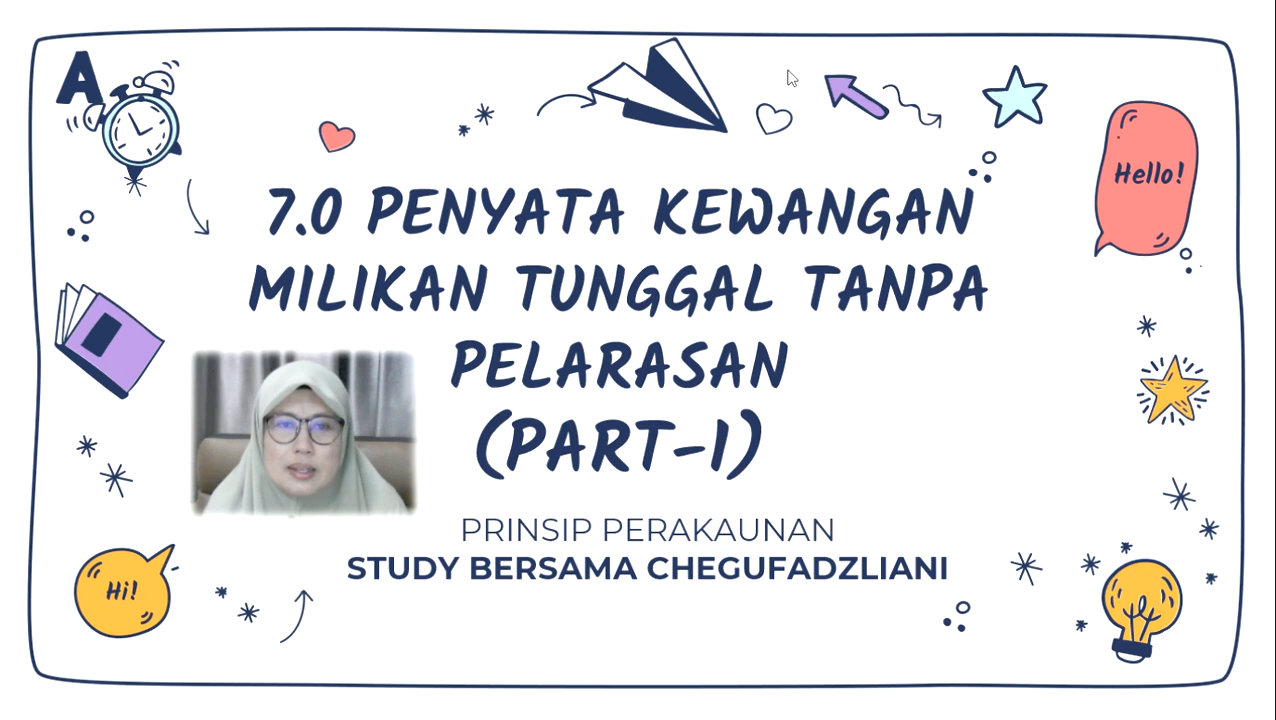 A
Hello!
7.0 PENYATA KEWANGAN
MILIKAN TUNGGAL TANPA
PELARASAN
(PART-1)
PRINSIP PERAKAUNAN
STUDY BERSAMA CHEGUFADZLIANI
Hi!